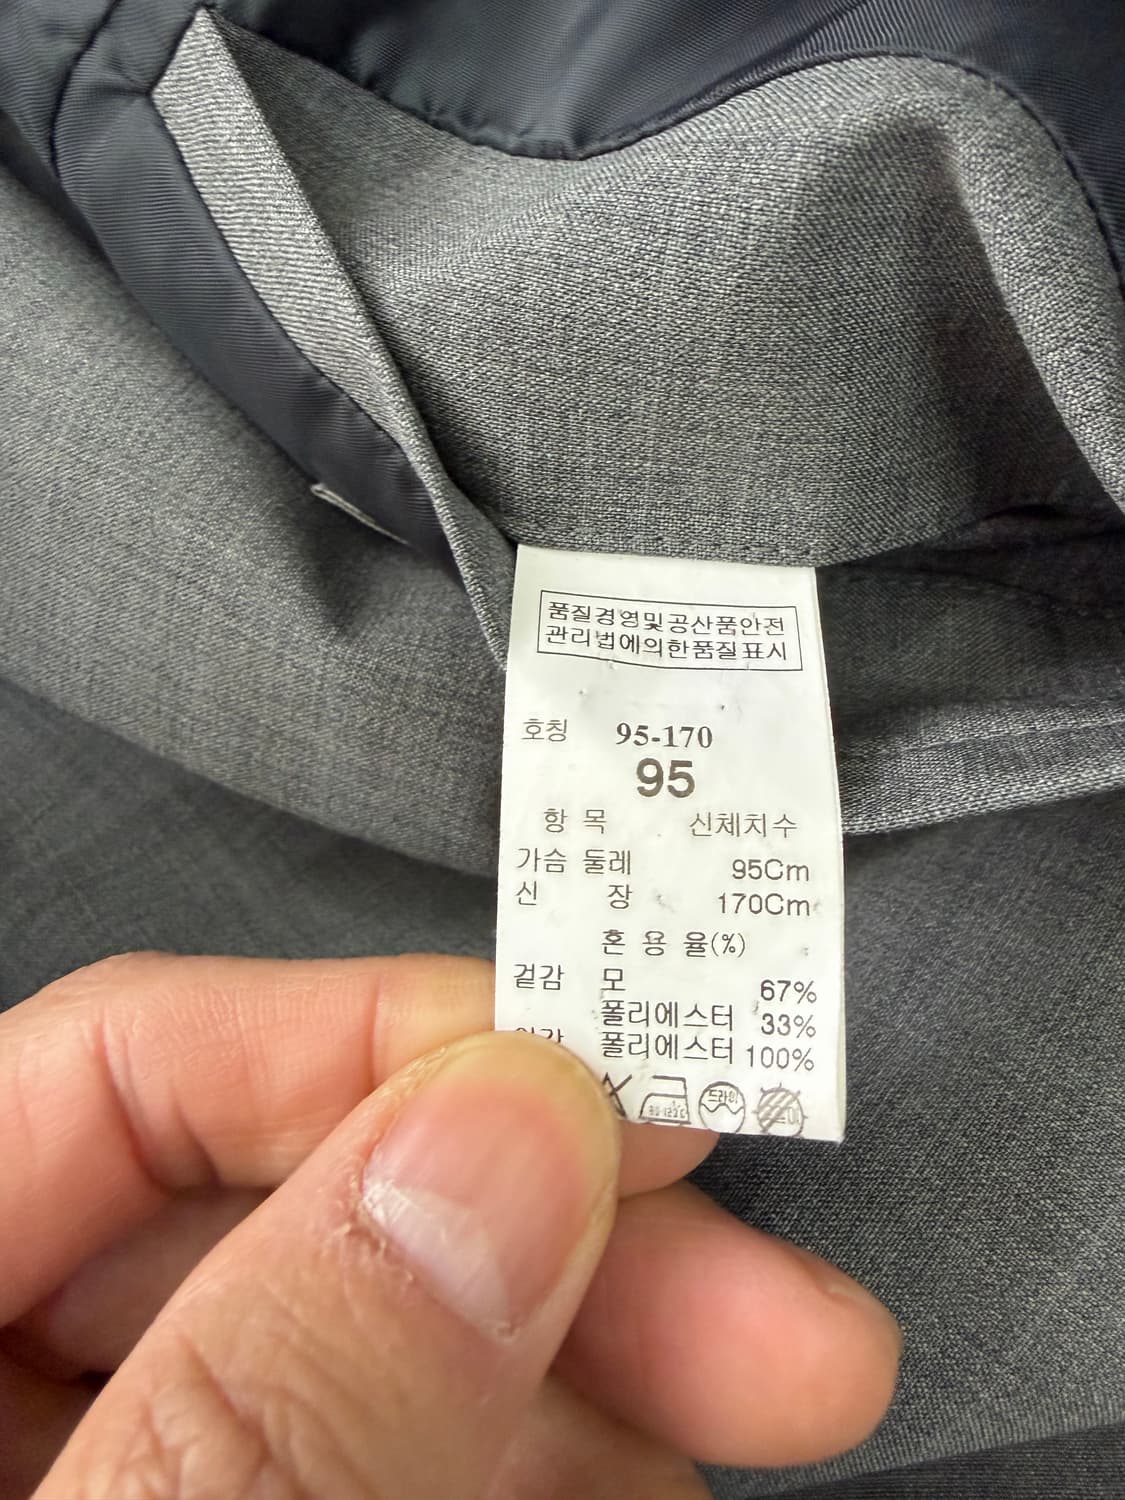 품질경영및공산품안전
관리법에의한품질표시
호칭 95-170
95
항 목 신체치수
가슴 둘레 95Cm
신 장 170Cm
혼 용 율(%)
겉감 모 67%
폴리에스터 33%
폴리에스터 100%
드라이